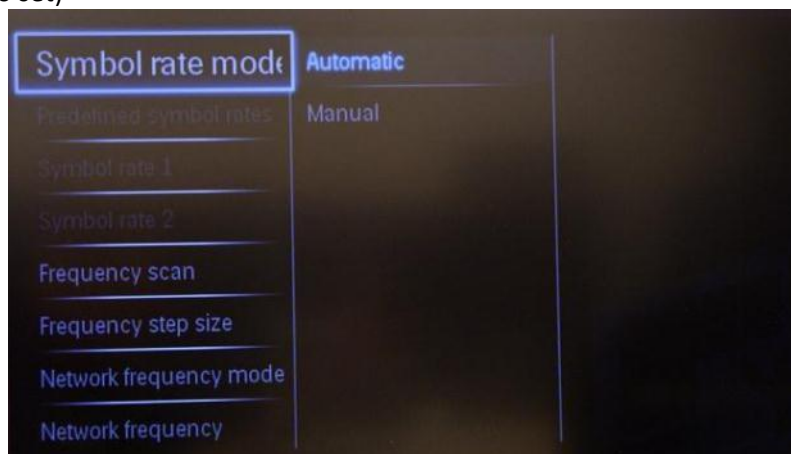 Symbol rate mode
Automatic
Predefined symbol rates
Manual
Symbol rate 1
Symbol rate 2
Frequency scan
Frequency step size
Network frequency mode
Network frequency